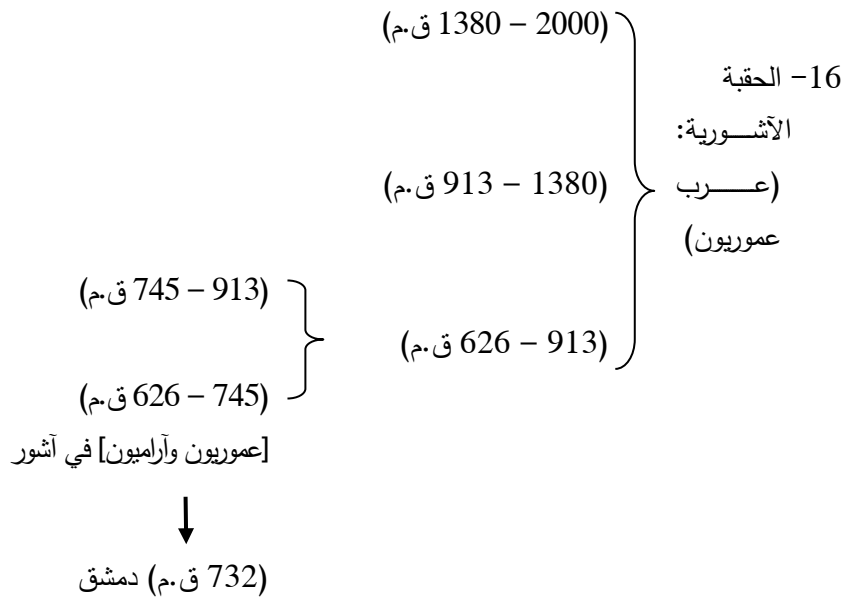 16- الحقبة
الآشـــورية:
(عـــــرب
عموريون)
(2000 – 1380 ق.م)
(1380 – 913 ق.م)
(913 – 626 ق.م)
(913 – 745 ق.م)
(745 – 626 ق.م)
[عموريون وآراميون] في آشور
(732 ق.م) دمشق